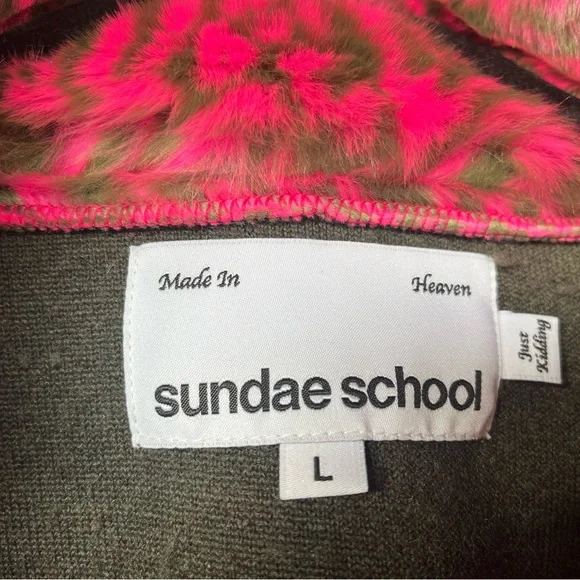 Made In Heaven
Just
Kidding
sundae school
L